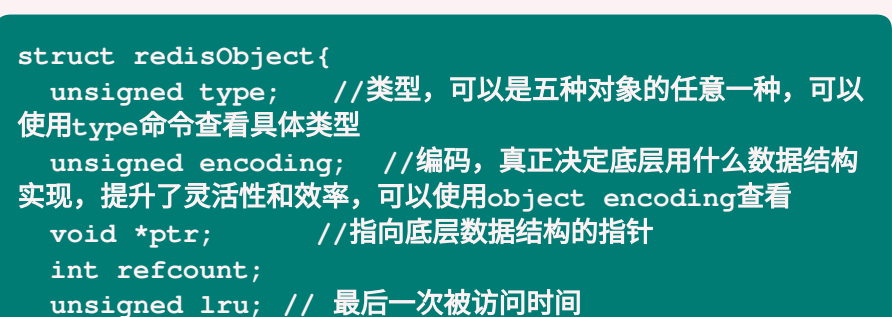 struct redisObject{
unsigned type;   //类型，可以是五种对象的任意一种，可以
使用type命令查看具体类型
unsigned encoding;  //编码，真正决定底层用什么数据结构
实现，提升了灵活性和效率，可以使用object encoding查看
void *ptr;      //指向底层数据结构的指针
int refcount;
unsigned lru; // 最后一次被访问时间